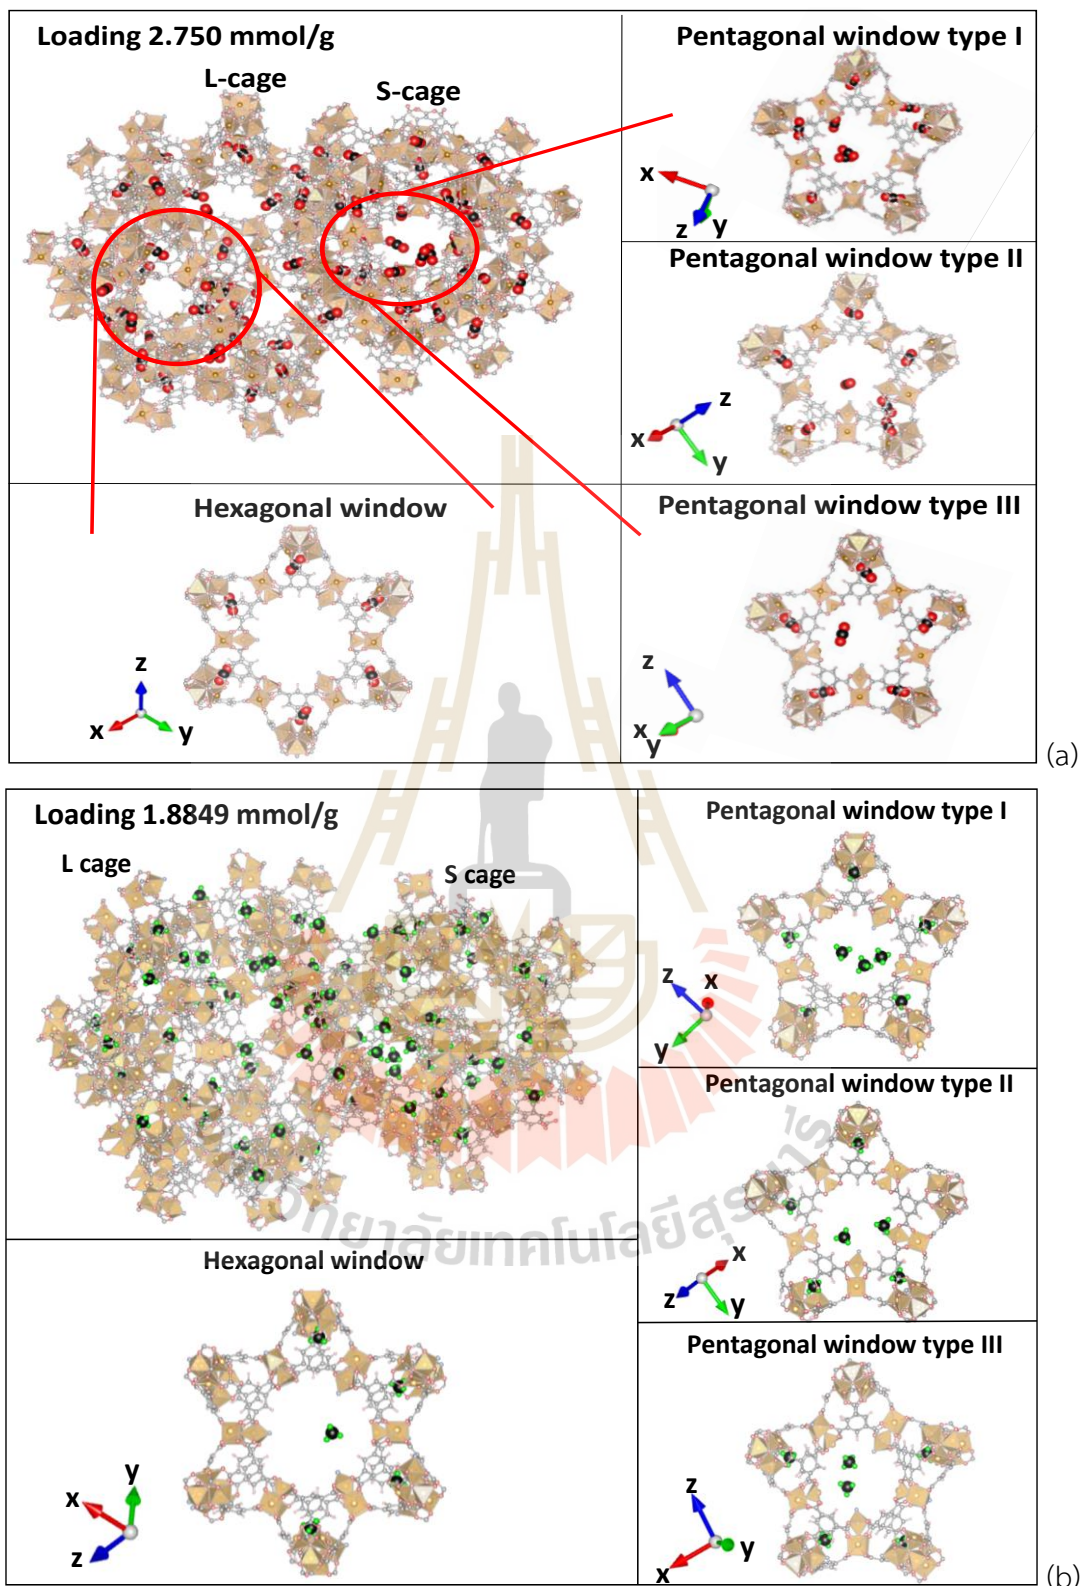 Loading 2.750 mmol/g
L-cage
S-cage
Pentagonal window type I
x
z
y
Pentagonal window type II
z
x
y
Hexagonal window
z
x
y
Pentagonal window type III
z
x
y
(a)
Loading 1.8849 mmol/g
L cage
S cage
Pentagonal window type I
z
x
y
Pentagonal window type II
x
z
y
Hexagonal window
y
x
z
Pentagonal window type III
z
y
x
(b)